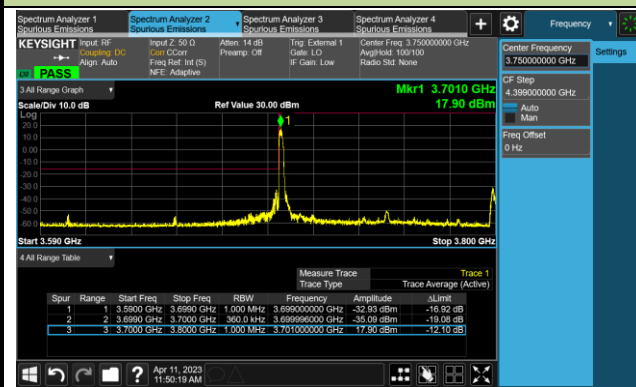 Spectrum Analyzer 1
Spurious Emissions
Spectrum Analyzer 2
Spurious Emissions
Spectrum Analyzer 3
Spurious Emissions
Spectrum Analyzer 4
Spurious Emissions
+
Frequency
KEYSIGHT
Input: RF
Coupling: DC
Align: Auto
Input Z: 50 Ω
Corr CCorr
Freq Ref: Int (S)
NFE: Adaptive
Atten: 14 dB
Preamp: Off
Trig: External 1
Gate: LO
IF Gain: Low
Center Freq: 3.750000000 GHz
Avg|Hold: 100/100
Radio Std: None
PASS
Center Frequency
3.750000000 GHz
Settings
CF Step
4.399000000 GHz
Auto
Man
Freq Offset
0 Hz
3 All Range Graph
Mkr1 3.7010 GHz
Scale/Div 10.0 dB
Ref Value 30.00 dBm
17.90 dBm
Log
1
20.0
10.0
0.00
-10.0
-20.0
-30.0
-40.0
-50.0
-60.0
Start 3.590 GHz
Stop 3.800 GHz
4 All Range Table
Measure Trace Trace 1
Trace Type Trace Average (Active)
Spur Range Start Freq Stop Freq RBW Frequency Amplitude ΔLimit
1 1 3.5900 GHz 3.6990 GHz 1.000 MHz 3.699000000 GHz -32.93 dBm -16.92 dB
2 2 3.6990 GHz 3.7000 GHz 360.0 kHz 3.699996000 GHz -35.09 dBm -19.08 dB
3 3 3.7000 GHz 3.8000 GHz 1.000 MHz 3.701000000 GHz 17.90 dBm -12.10 dB
?
Apr 11, 2023
11:50:19 AM